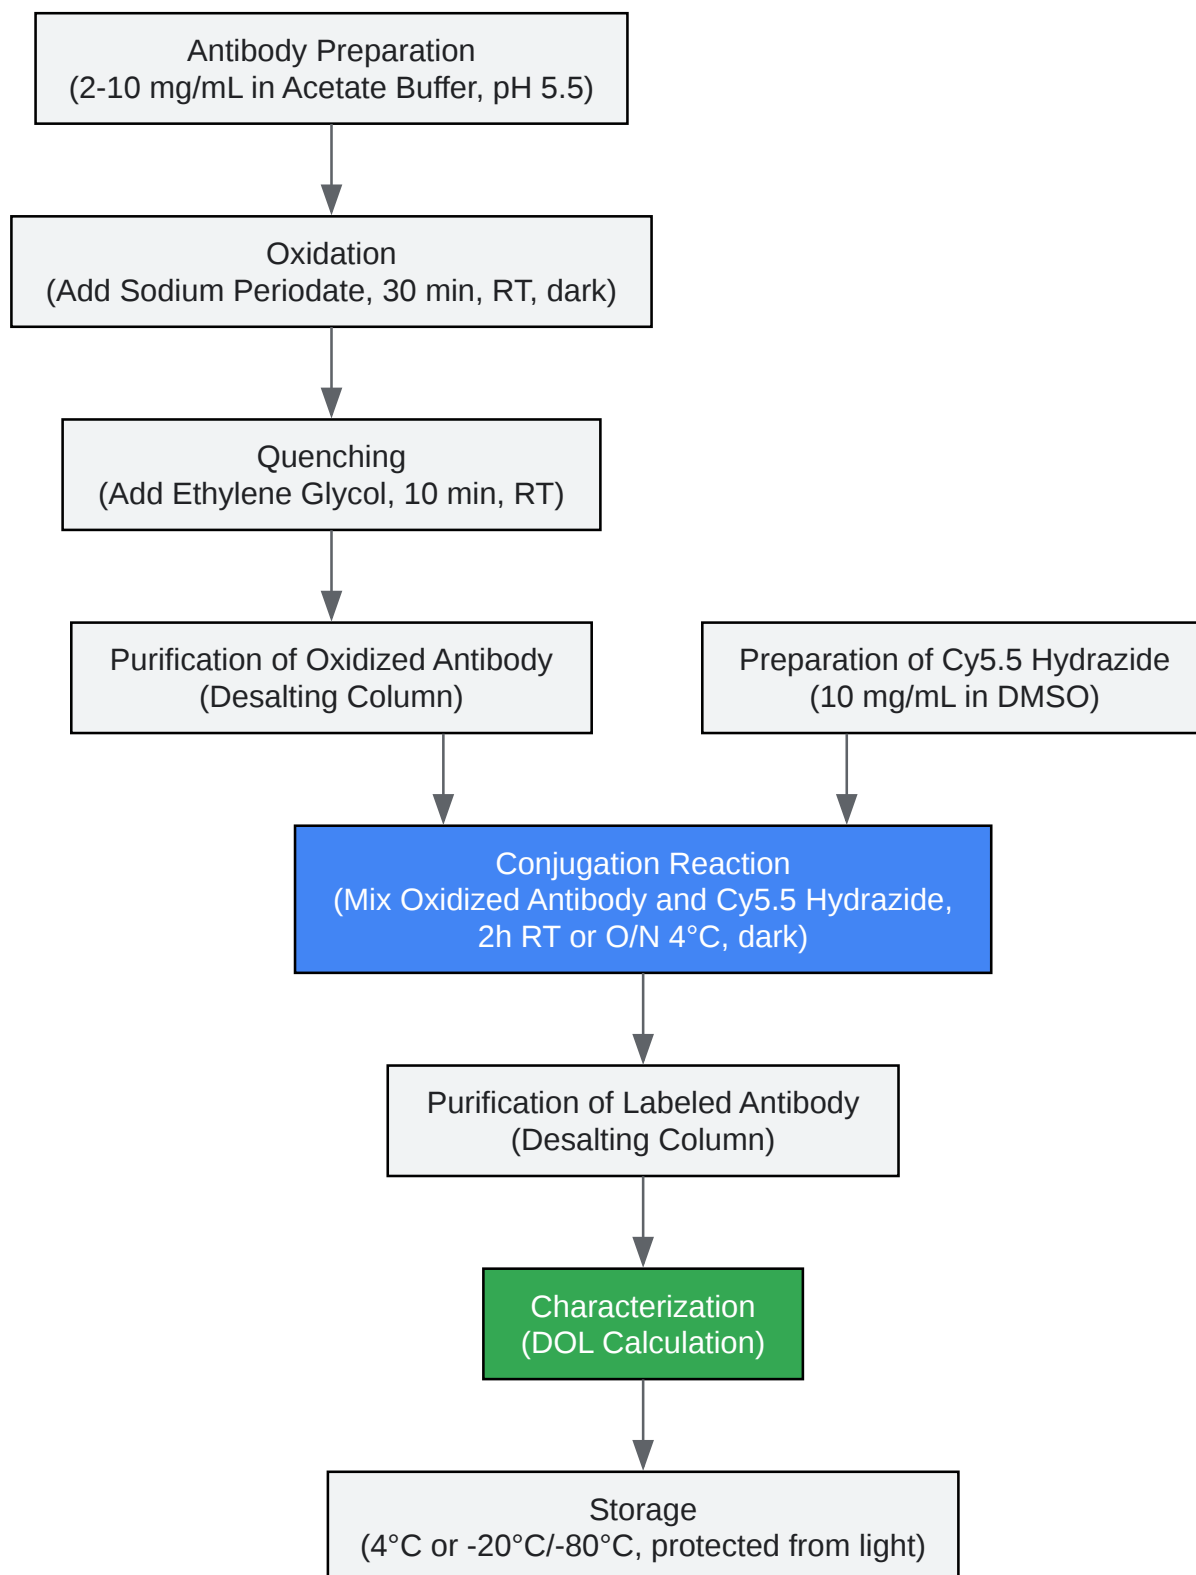 Antibody Preparation
(2-10 mg/mL in Acetate Buffer, pH 5.5)
Oxidation
(Add Sodium Periodate, 30 min, RT, dark)
Quenching
(Add Ethylene Glycol, 10 min, RT)
Purification of Oxidized Antibody
(Desalting Column)
Preparation of Cy5.5 Hydrazide
(10 mg/mL in DMSO)
Conjugation Reaction
(Mix Oxidized Antibody and Cy5.5 Hydrazide,
2h RT or O/N 4°C, dark)
Purification of Labeled Antibody
(Desalting Column)
Characterization
(DOL Calculation)
Storage
(4°C or -20°C/-80°C, protected from light)